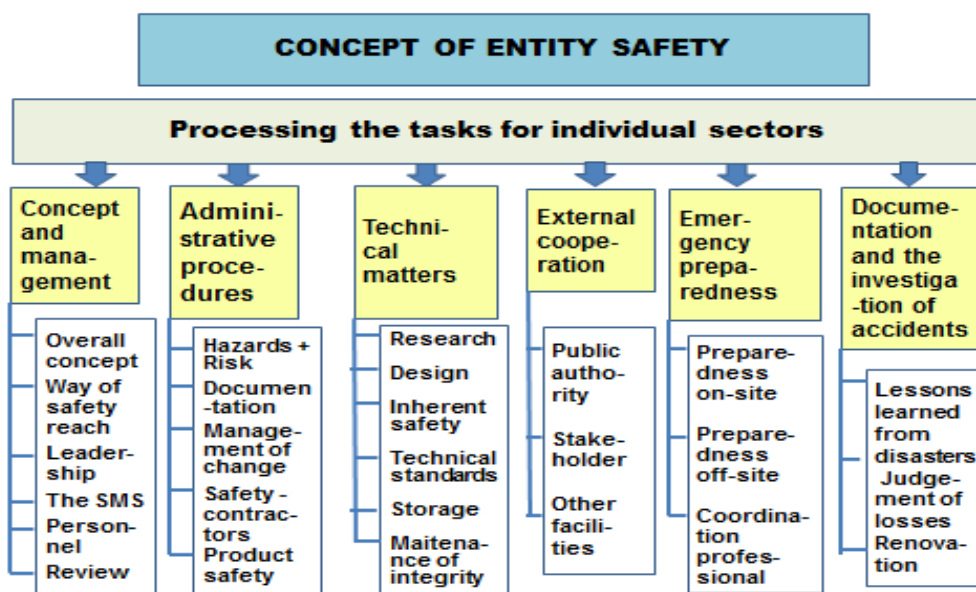 CONCEPT OF ENTITY SAFETY
Processing the tasks for individual sectors
Concept
and
mana-
gement
Overall
concept
Way of
safety
reach
Leader-
ship
The SMS
Person-
nel
Review
Admini-
strative
proce-
dures
Hazards +
Risk
Documen
-tation
Manage-
ment of
change
Safety -
contrac-
tors
Product
safety
Techni-
cal
matters
Research
Design
Inherent
safety
Technical
standards
Storage
Maitena-
nce of
integrity
External
coope-
ration
Public
autho-
rity
Stake-
holder
Other
facili-
ties
Emer-
gency
prepa-
redness
Prepare-
dness
on-site
Prepare-
dness
off-site
Coordina-
tion
profes-
sional
Docume-
ntation
and the
investiga
-tion of
accidents
Lessons
learned
from
disasters
Judge-
ment of
losses
Renova-
tion